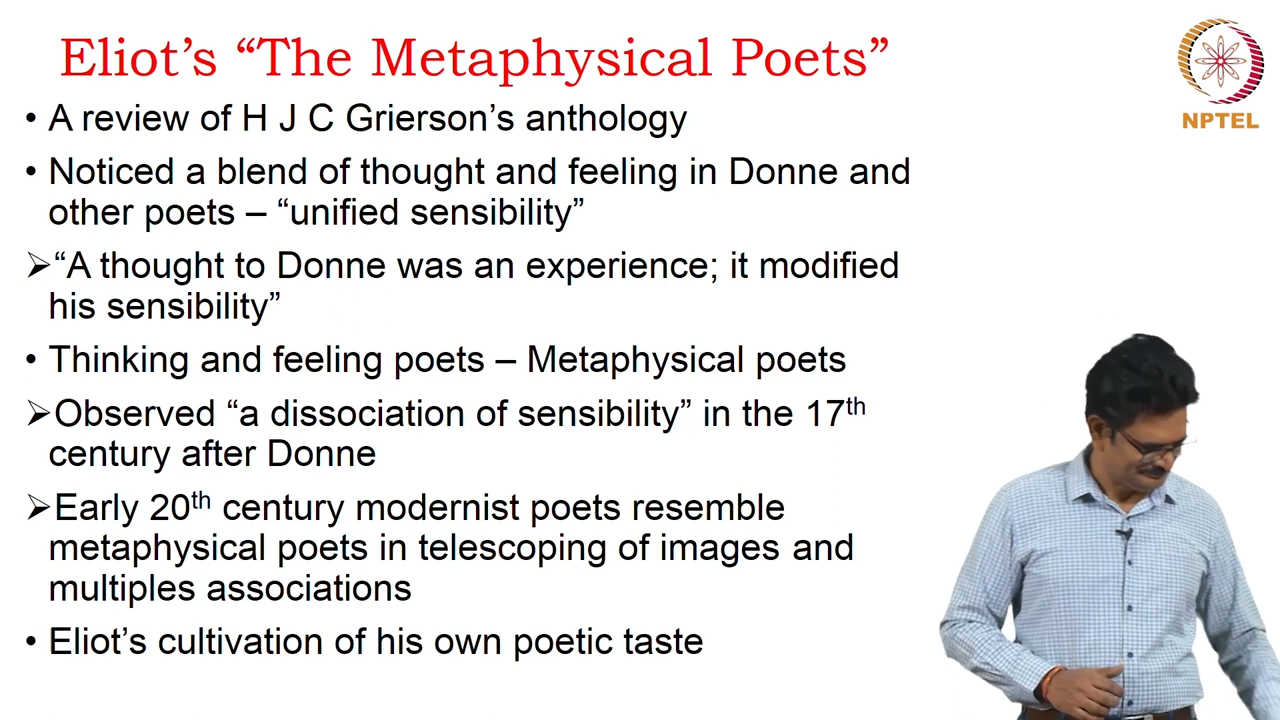 Eliot’s “The Metaphysical Poets”
• A review of H J C Grierson’s anthology
• Noticed a blend of thought and feeling in Donne and
other poets – “unified sensibility”
➢“A thought to Donne was an experience; it modified
his sensibility”
• Thinking and feeling poets – Metaphysical poets
➢Observed “a dissociation of sensibility” in the 17th
century after Donne
➢Early 20th century modernist poets resemble
metaphysical poets in telescoping of images and
multiples associations
• Eliot’s cultivation of his own poetic taste
NPTEL